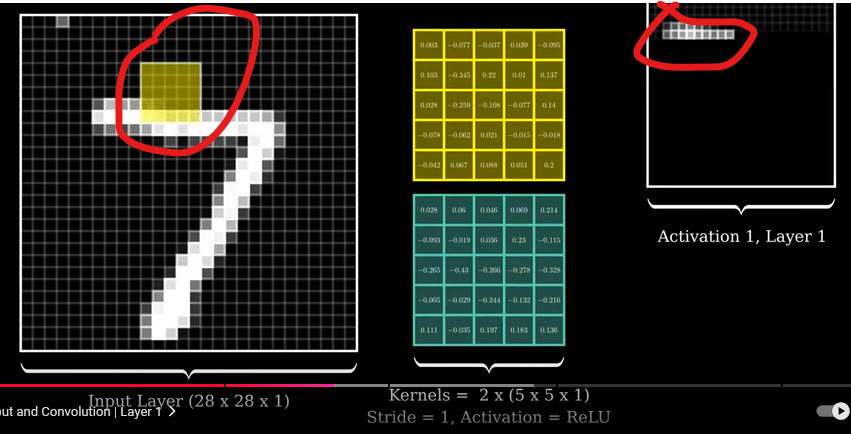 0.003 −0.077 −0.037 0.039 −0.095
0.103 −0.345 0.22 0.01 0.137
0.028 −0.259 −0.108 −0.077 0.14
−0.078 −0.062 0.021 −0.015 −0.018
−0.042 0.067 0.088 0.051 0.2
0.028 0.06 0.046 0.069 0.214
−0.093 −0.019 0.036 0.23 −0.115
−0.265 −0.43 −0.266 −0.278 −0.328
−0.005 −0.029 −0.244 −0.132 −0.216
0.111 −0.035 0.197 0.183 0.136
Activation 1, Layer 1
Input Layer (28 x 28 x 1)
Kernels = 2 x (5 x 5 x 1)
Stride = 1, Activation = ReLU
out and Convolution | Layer 1